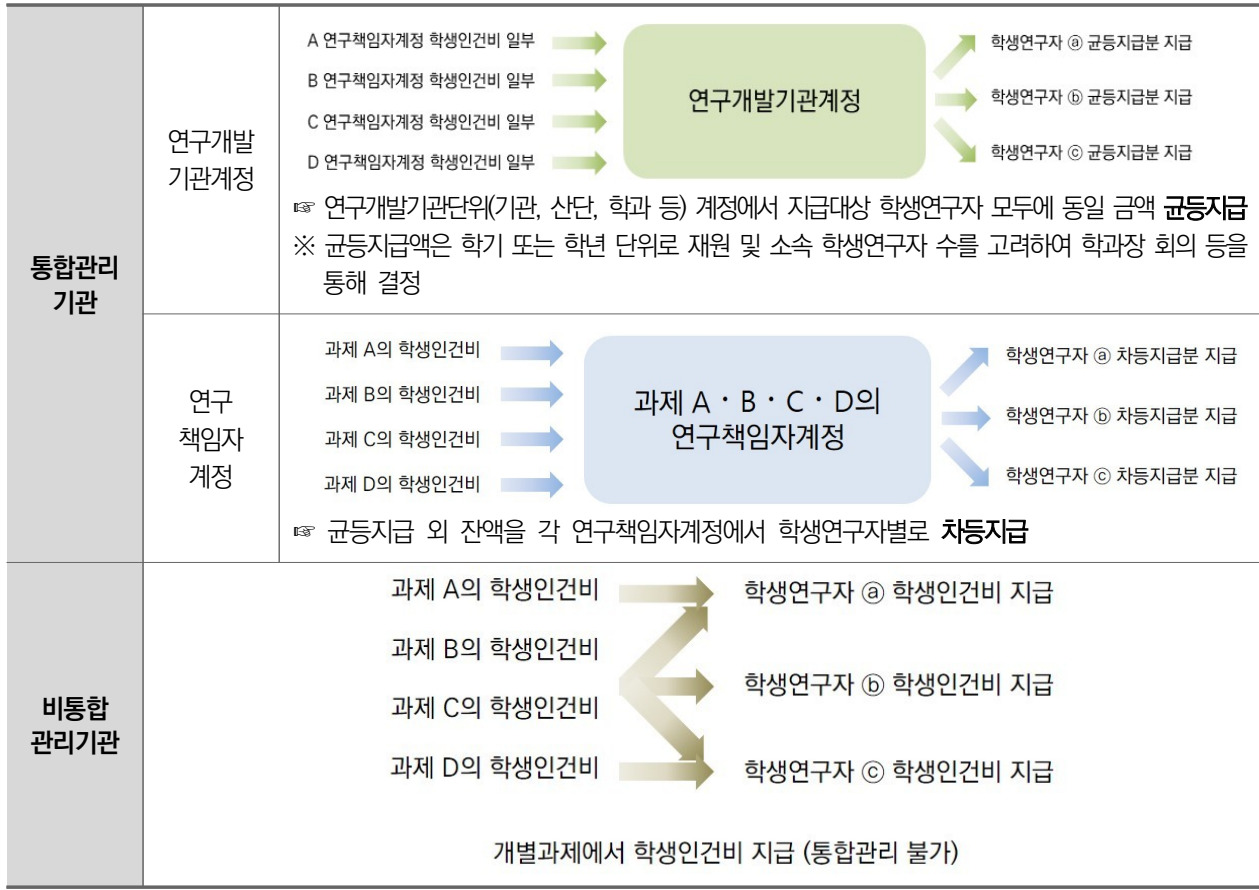 통합관리
기관
연구개발
기관계정
A 연구책임자계정 학생인건비 일부
B 연구책임자계정 학생인건비 일부
C 연구책임자계정 학생인건비 일부
D 연구책임자계정 학생인건비 일부
연구개발기관계정
학생연구자 ⓐ 균등지급분 지급
학생연구자 ⓑ 균등지급분 지급
학생연구자 ⓒ 균등지급분 지급
☞ 연구개발기관단위(기관, 산단, 학과 등) 계정에서 지급대상 학생연구자 모두에 동일 금액 균등지급
※ 균등지급액은 학기 또는 학년 단위로 재원 및 소속 학생연구자 수를 고려하여 학과장 회의 등을
통해 결정
연구
책임자
계정
과제 A의 학생인건비
과제 B의 학생인건비
과제 C의 학생인건비
과제 D의 학생인건비
과제 A · B · C · D의
연구책임자계정
학생연구자 ⓐ 차등지급분 지급
학생연구자 ⓑ 차등지급분 지급
학생연구자 ⓒ 차등지급분 지급
☞ 균등지급 외 잔액을 각 연구책임자계정에서 학생연구자별로 차등지급
비통합
관리기관
과제 A의 학생인건비
과제 B의 학생인건비
과제 C의 학생인건비
과제 D의 학생인건비
학생연구자 ⓐ 학생인건비 지급
학생연구자 ⓑ 학생인건비 지급
학생연구자 ⓒ 학생인건비 지급
개별과제에서 학생인건비 지급 (통합관리 불가)